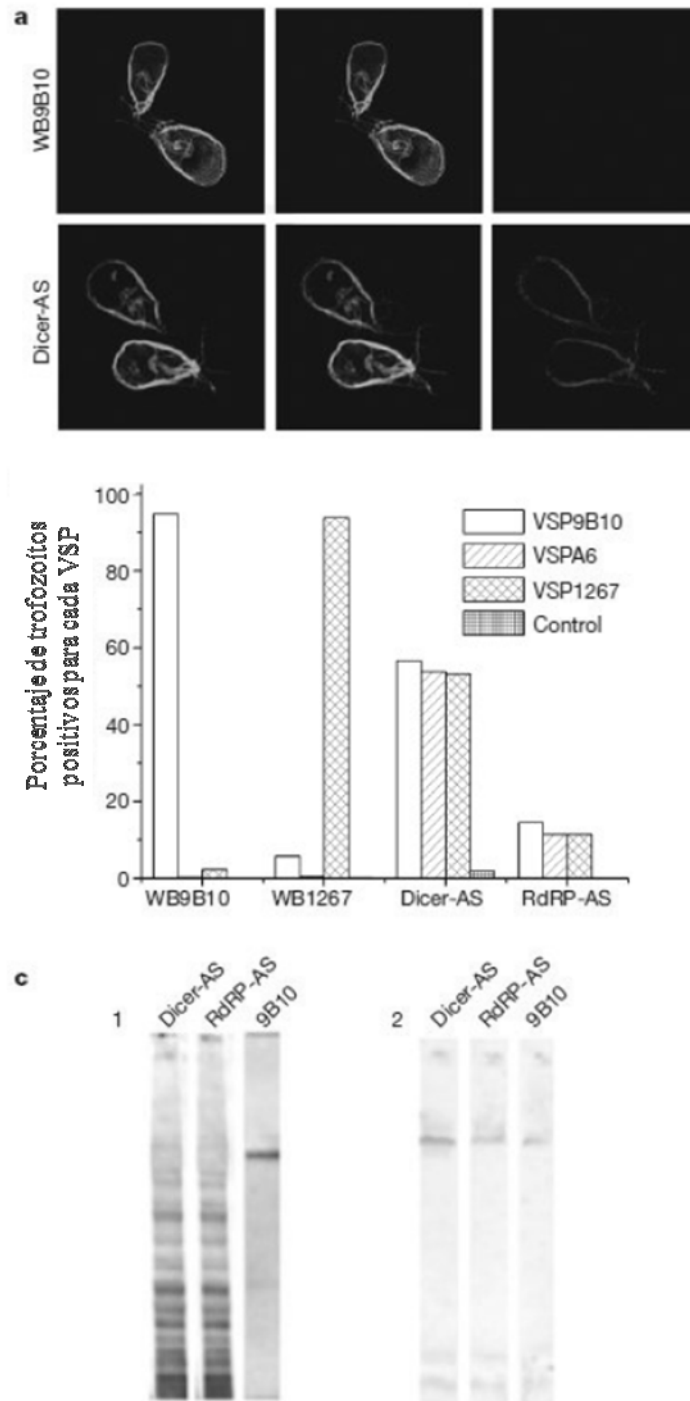 a
WB9B10
Dicer-AS
Porcentaje de trofozoítos
positivos para cada VSP
100
80
60
40
20
0
VSP9B10
VSPA6
VSP1267
Control
WB9B10
WB1267
Dicer-AS
RdRP-AS
c
1
Dicer-AS
RdRP-AS
9B10
2
Dicer-AS
RdRP-AS
9B10